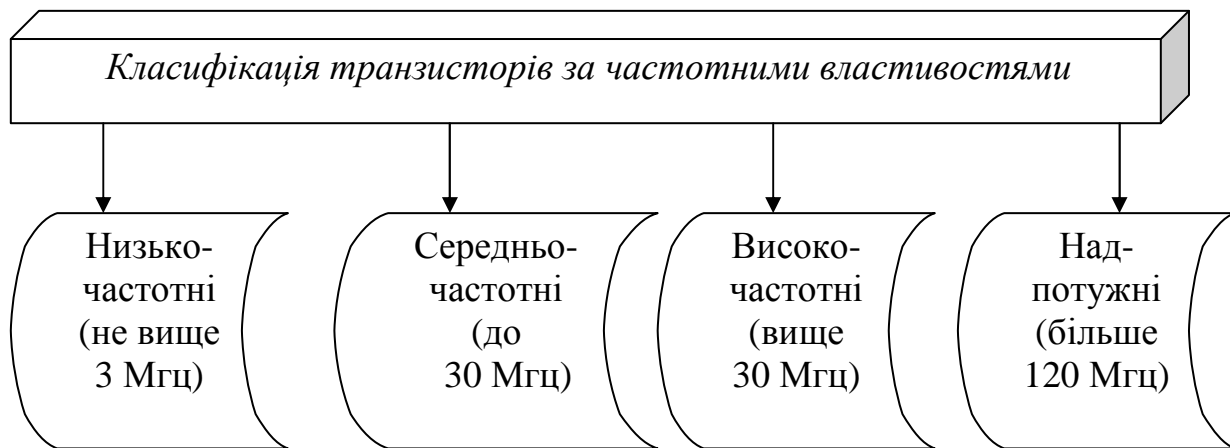 Класифікація транзисторів за частотними властивостями
Низько-
частотні
(не вище
3 Мгц)
Середньо-
частотні
(до
30 Мгц)
Високо-
частотні
(вище
30 Мгц)
Над-
потужні
(більше
120 Мгц)